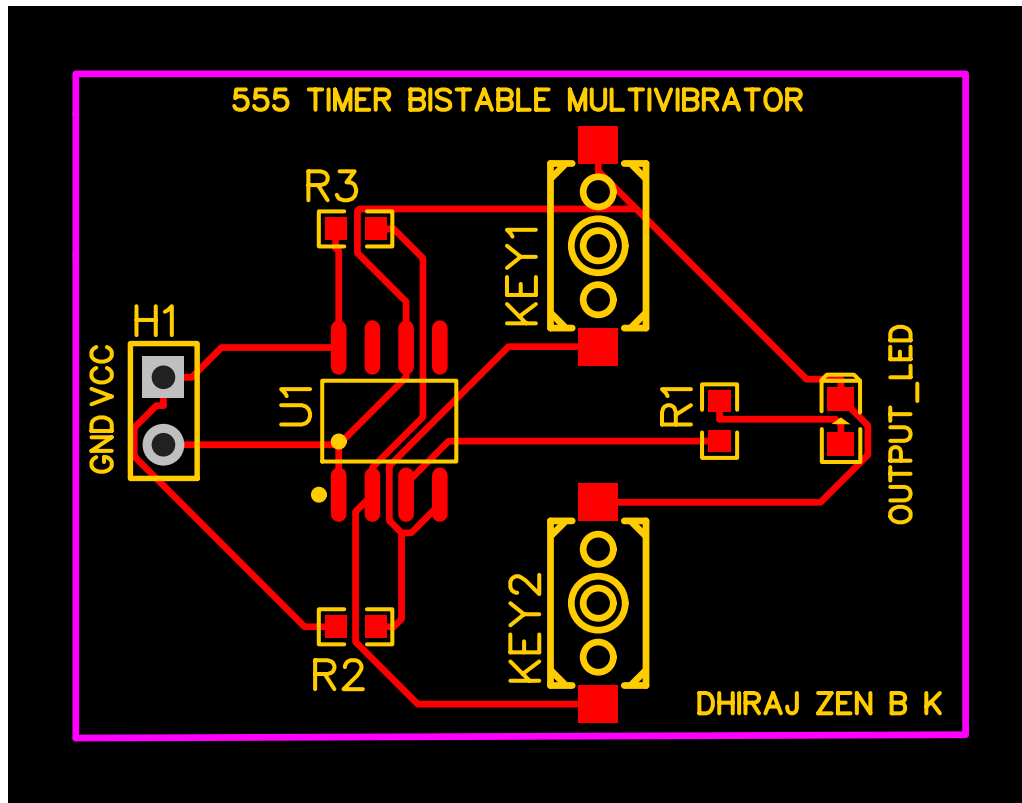 555 TIMER BISTABLE MULTIVIBRATOR
R3
KEY1
H1
GND VCC
U1
R1
OUTPUT_LED
KEY2
R2
DHIRAJ ZEN B K